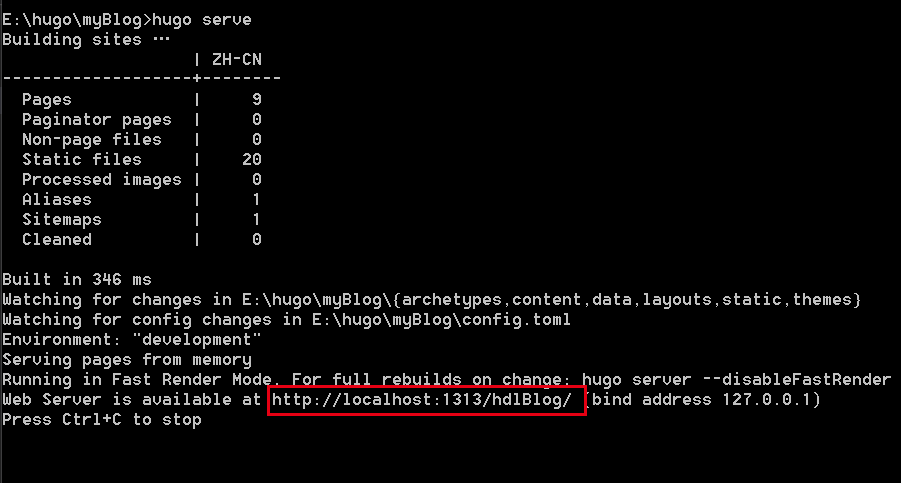 E:\hugo\myBlog>hugo serve
Building sites …
                   | ZH-CN
-------------------+--------
  Pages            |     9
  Paginator pages  |     0
  Non-page files   |     0
  Static files     |    20
  Processed images |     0
  Aliases          |     1
  Sitemaps         |     1
  Cleaned          |     0
Built in 346 ms
Watching for changes in E:\hugo\myBlog\{archetypes,content,data,layouts,static,themes}
Watching for config changes in E:\hugo\myBlog\config.toml
Environment: "development"
Serving pages from memory
Running in Fast Render Mode. For full rebuilds on change: hugo server --disableFastRender
Web Server is available at http://localhost:1313/hdlBlog/ (bind address 127.0.0.1)
Press Ctrl+C to stop